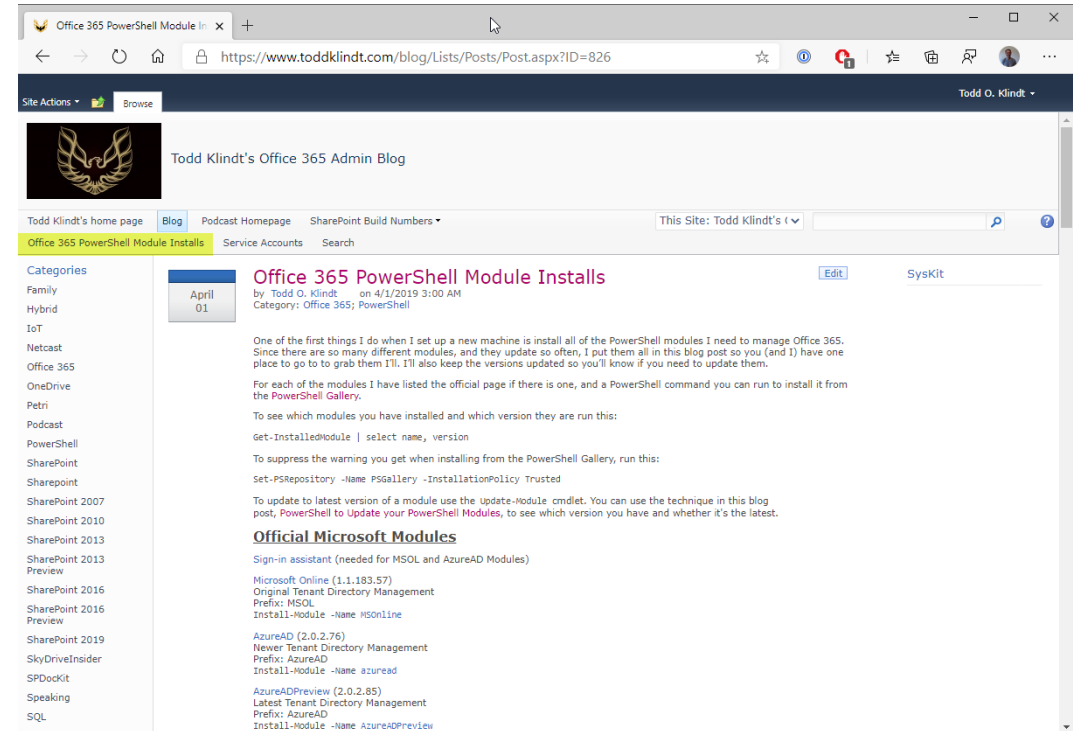 Office 365 PowerShell Module In
https://www.toddklindt.com/blog/Lists/Posts/Post.aspx?ID=826
1
Todd O. Klindt
Site Actions
Browse
Todd Klindt's Office 365 Admin Blog
Todd Klindt's home page Blog Podcast Homepage SharePoint Build Numbers
This Site: Todd Klindt's
Office 365 PowerShell Module Installs Service Accounts Search
Categories
Family
Hybrid
IoT
Netcast
Office 365
OneDrive
Petri
Podcast
PowerShell
SharePoint
Sharepoint
SharePoint 2007
SharePoint 2010
SharePoint 2013
SharePoint 2013
Preview
SharePoint 2016
SharePoint 2016
Preview
SharePoint 2019
SkyDriveInsider
SPDocKit
Speaking
SQL
April
01
Office 365 PowerShell Module Installs
Edit
by Todd O. Klindt on 4/1/2019 3:00 AM
Category: Office 365; PowerShell
One of the first things I do when I set up a new machine is install all of the PowerShell modules I need to manage Office 365.
Since there are so many different modules, and they update so often, I put them all in this blog post so you (and I) have one
place to go to to grab them I'll. I'll also keep the versions updated so you'll know if you need to update them.
For each of the modules I have listed the official page if there is one, and a PowerShell command you can run to install it from
the PowerShell Gallery.
To see which modules you have installed and which version they are run this:
Get-InstalledModule | select name, version
To suppress the warning you get when installing from the PowerShell Gallery, run this:
Set-PSRepository -Name PSGallery -InstallationPolicy Trusted
To update to latest version of a module use the Update-Module cmdlet. You can use the technique in this blog
post, PowerShell to Update your PowerShell Modules, to see which version you have and whether it's the latest.
Official Microsoft Modules
Sign-in assistant (needed for MSOL and AzureAD Modules)
Microsoft Online (1.1.183.57)
Original Tenant Directory Management
Prefix: MSOL
Install-Module -Name MSOnline
AzureAD (2.0.2.76)
Newer Tenant Directory Management
Prefix: AzureAD
Install-Module -Name azuread
AzureADPreview (2.0.2.85)
Latest Tenant Directory Management
Prefix: AzureAD
Install-Module -Name AzureADPreview
SysKit